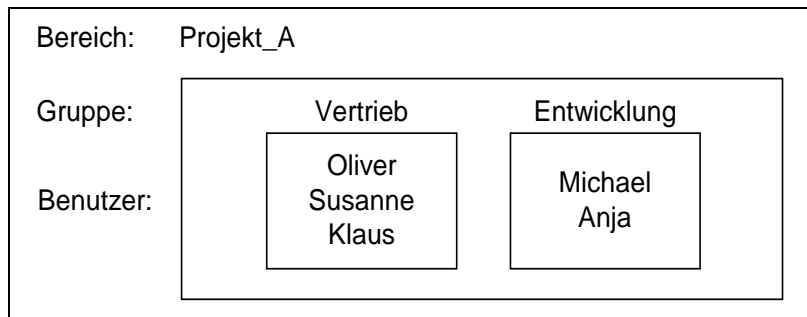 Bereich: Projekt_A
Gruppe: Vertrieb Entwicklung
Benutzer:
Oliver
Susanne
Klaus
Michael
Anja